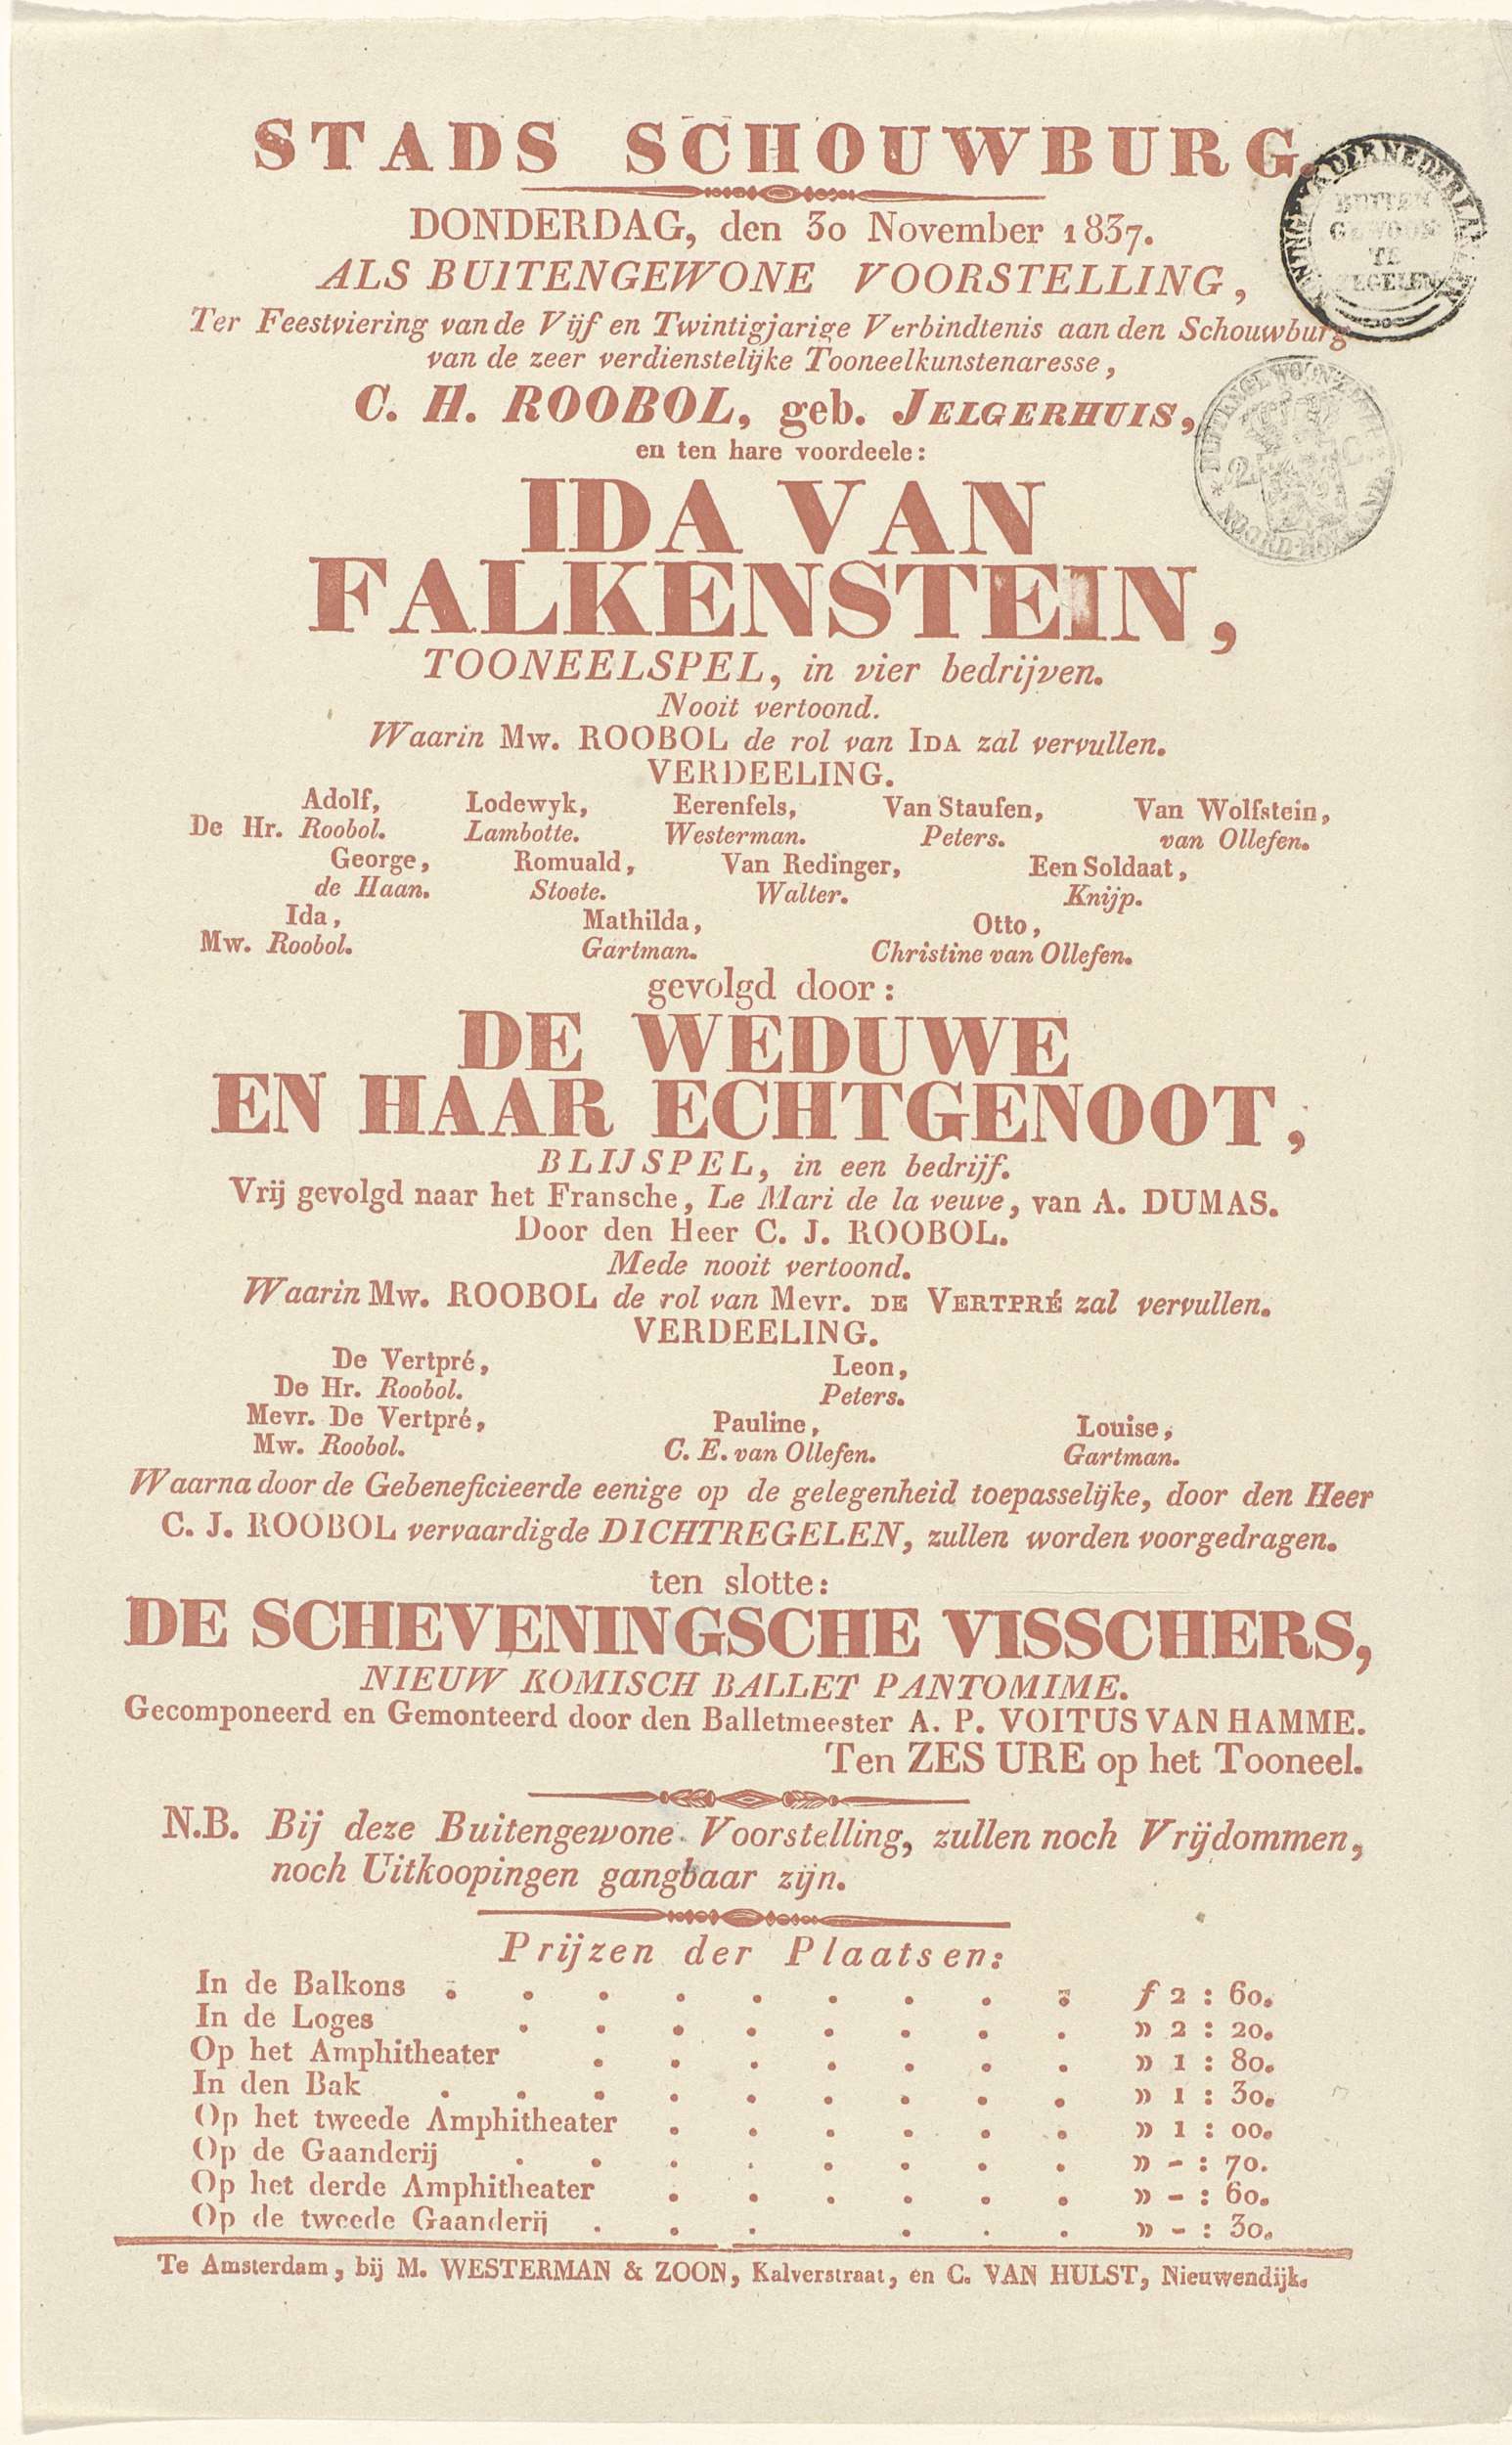 STADS SCHOUWBURG.
DONDERDAG, den 30 November 1837.
ALS BUITENGEWONE VOORSTELLING,
Ter Feestviering van de Vijf en Twintigjarige Verbindtenis aan den Schouwburg
van de zeer verdienstelijke Tooneelkunstenaresse,
C. H. ROOBOL, geb. JELGERHUIS,
en ten hare voordeele:
IDA VAN
FALKENSTEIN,
TOONEELSPEL, in vier bedrijven.
Nooit vertoond.
Waarin Mw. ROOBOL de rol van IDA zal vervullen.
VERDEELING.
Adolf, Lodewyk, Eerenfels, Van Staufen, Van Wolfstein,
De Hr. Roobol. Lambotte. Westerman. Peters. van Ollefen.
George, Romuald, Van Redinger, Een Soldaat,
de Haan. Stoete. Walter. Knijp.
Ida, Mathilda, Otto,
Mw. Roobol. Gartman. Christine van Ollefen.
gevolgd door:
DE WEDUWE
EN HAAR ECHTGENOOT,
BLIJSPEL, in een bedrijf.
Vrij gevolgd naar het Fransche, Le Mari de la veuve, van A. DUMAS.
Door den Heer C. J. ROOBOL.
Mede nooit vertoond.
Waarin Mw. ROOBOL de rol van Mevr. DE VERTPRÉ zal vervullen.
VERDEELING.
De Vertpré, Leon,
De Hr. Roobol. Peters.
Mevr. De Vertpré, Pauline, Louise,
Mw. Roobol. C. E. van Ollefen. Gartman.
Waarna door de Gebeneficieerde eenige op de gelegenheid toepasselijke, door den Heer
C. J. ROOBOL vervaardigde DICHTREGELEN, zullen worden voorgedragen.
ten slotte:
DE SCHEVENINGSCHE VISSCHERS,
NIEUW KOMISCH BALLET PANTOMIME.
Gecomponeerd en Gemonteerd door den Balletmeester A. P. VOITUS VAN HAMME.
Ten ZES URE op het Tooneel.
N.B. Bij deze Buitengewone Voorstelling, zullen noch Vrijdommen,
noch Uitkoopingen gangbaar zijn.
Prijzen der Plaatsen:
In de Balkons . . . . . . . . . f 2 : 60.
In de Loges . . . . . . . . » 2 : 20.
Op het Amphitheater . . . . . . . » 1 : 80.
In den Bak . . . . . . . . . » 1 : 30.
Op het tweede Amphitheater . . . . . . » 1 : 00.
Op de Gaanderij . . . . . . . . » - : 70.
Op het derde Amphitheater . . . . . . » - : 60.
Op de tweede Gaanderij . . . . . . » - : 30.
Te Amsterdam, bij M. WESTERMAN & ZOON, Kalverstraat, en C. VAN HULST, Nieuwendijk.
BUITEN
GEWOON
TE
ZEGELEN